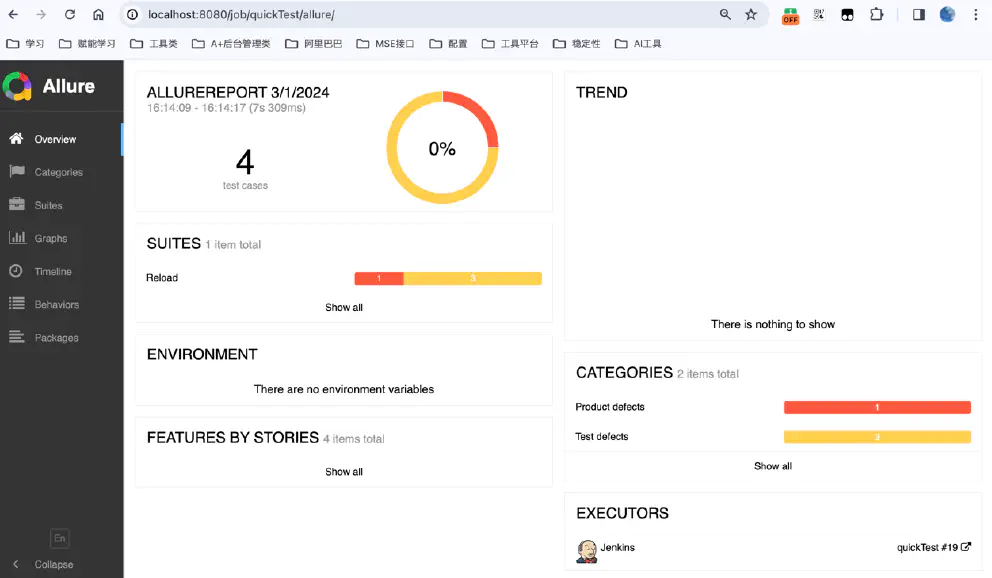 localhost:8080/job/quickTest/allure/
OFF
学习 赋能学习 工具类 A+后台管理类 阿里巴巴 MSE接口 配置 工具平台 稳定性 AI工具
Allure
Overview
Categories
Suites
Graphs
Timeline
Behaviors
Packages
En
Collapse
ALLUREREPORT 3/1/2024
16:14:09 - 16:14:17 (7s 309ms)
4
test cases
0%
SUITES 1 item total
Reload 1 3
Show all
ENVIRONMENT
There are no environment variables
FEATURES BY STORIES 4 items total
Show all
TREND
There is nothing to show
CATEGORIES 2 items total
Product defects 1
Test defects
Show all
EXECUTORS
Jenkins quickTest #19